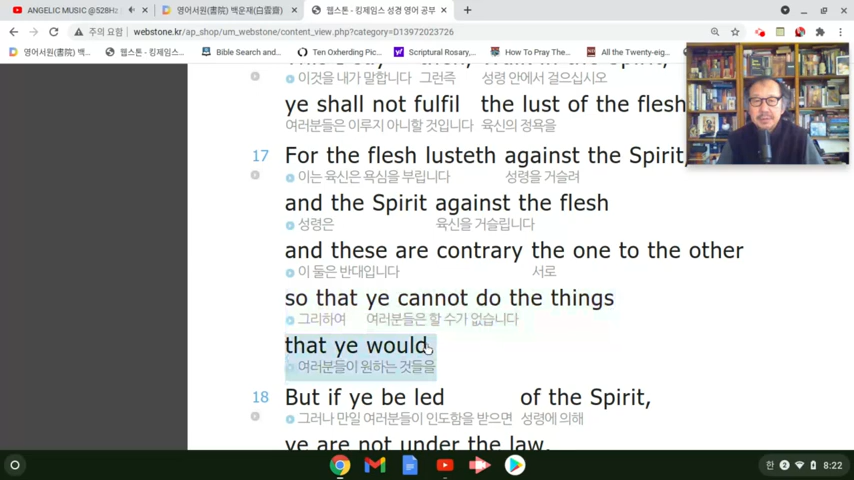 ANGELIC MUSIC @528Hz
영어서원(書院) 백운재(白雲齋)
웹스톤 - 킹제임스 성경 영어 공부
주의 요함
webstone.kr/ap_shop/um_webstone/content_view.php?category=D13972023726
영어서원(書院) 백운재
웹스톤 - 킹제임스
Bible Search and
Ten Oxherding Pic
Scriptural Rosary,
How To Pray The
All the Twenty-eig
이것을 내가 말합니다 그런즉 성령 안에서 걸으십시오
ye shall not fulfil the lust of the flesh
여러분들은 이루지 아니할 것입니다 육신의 정욕을
17 For the flesh lusteth against the Spirit,
이는 육신은 욕심을 부립니다 성령을 거슬려
and the Spirit against the flesh
성령은 육신을 거슬립니다
and these are contrary the one to the other
이 둘은 반대입니다 서로
so that ye cannot do the things
그리하여 여러분들은 할 수가 없습니다
that ye would.
여러분들이 원하는 것들을
18 But if ye be led of the Spirit,
그러나 만일 여러분들이 인도함을 받으면 성령에 의해
ye are not under the law.
한 2 8:22